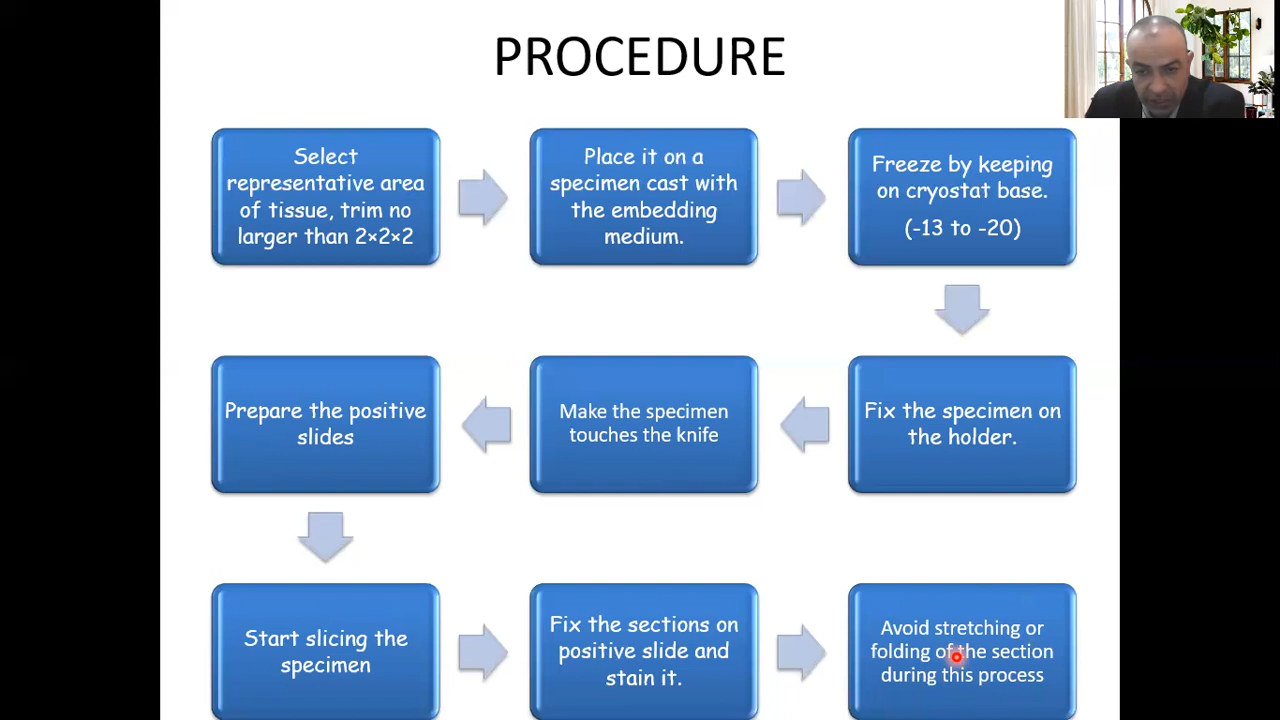 PROCEDURE
Select
representative area
of tissue, trim no
larger than 2×2×2
Place it on a
specimen cast with
the embedding
medium.
Freeze by keeping
on cryostat base.
(-13 to -20)
Fix the specimen on
the holder.
Make the specimen
touches the knife
Prepare the positive
slides
Start slicing the
specimen
Fix the sections on
positive slide and
stain it.
Avoid stretching or
folding of the section
during this process